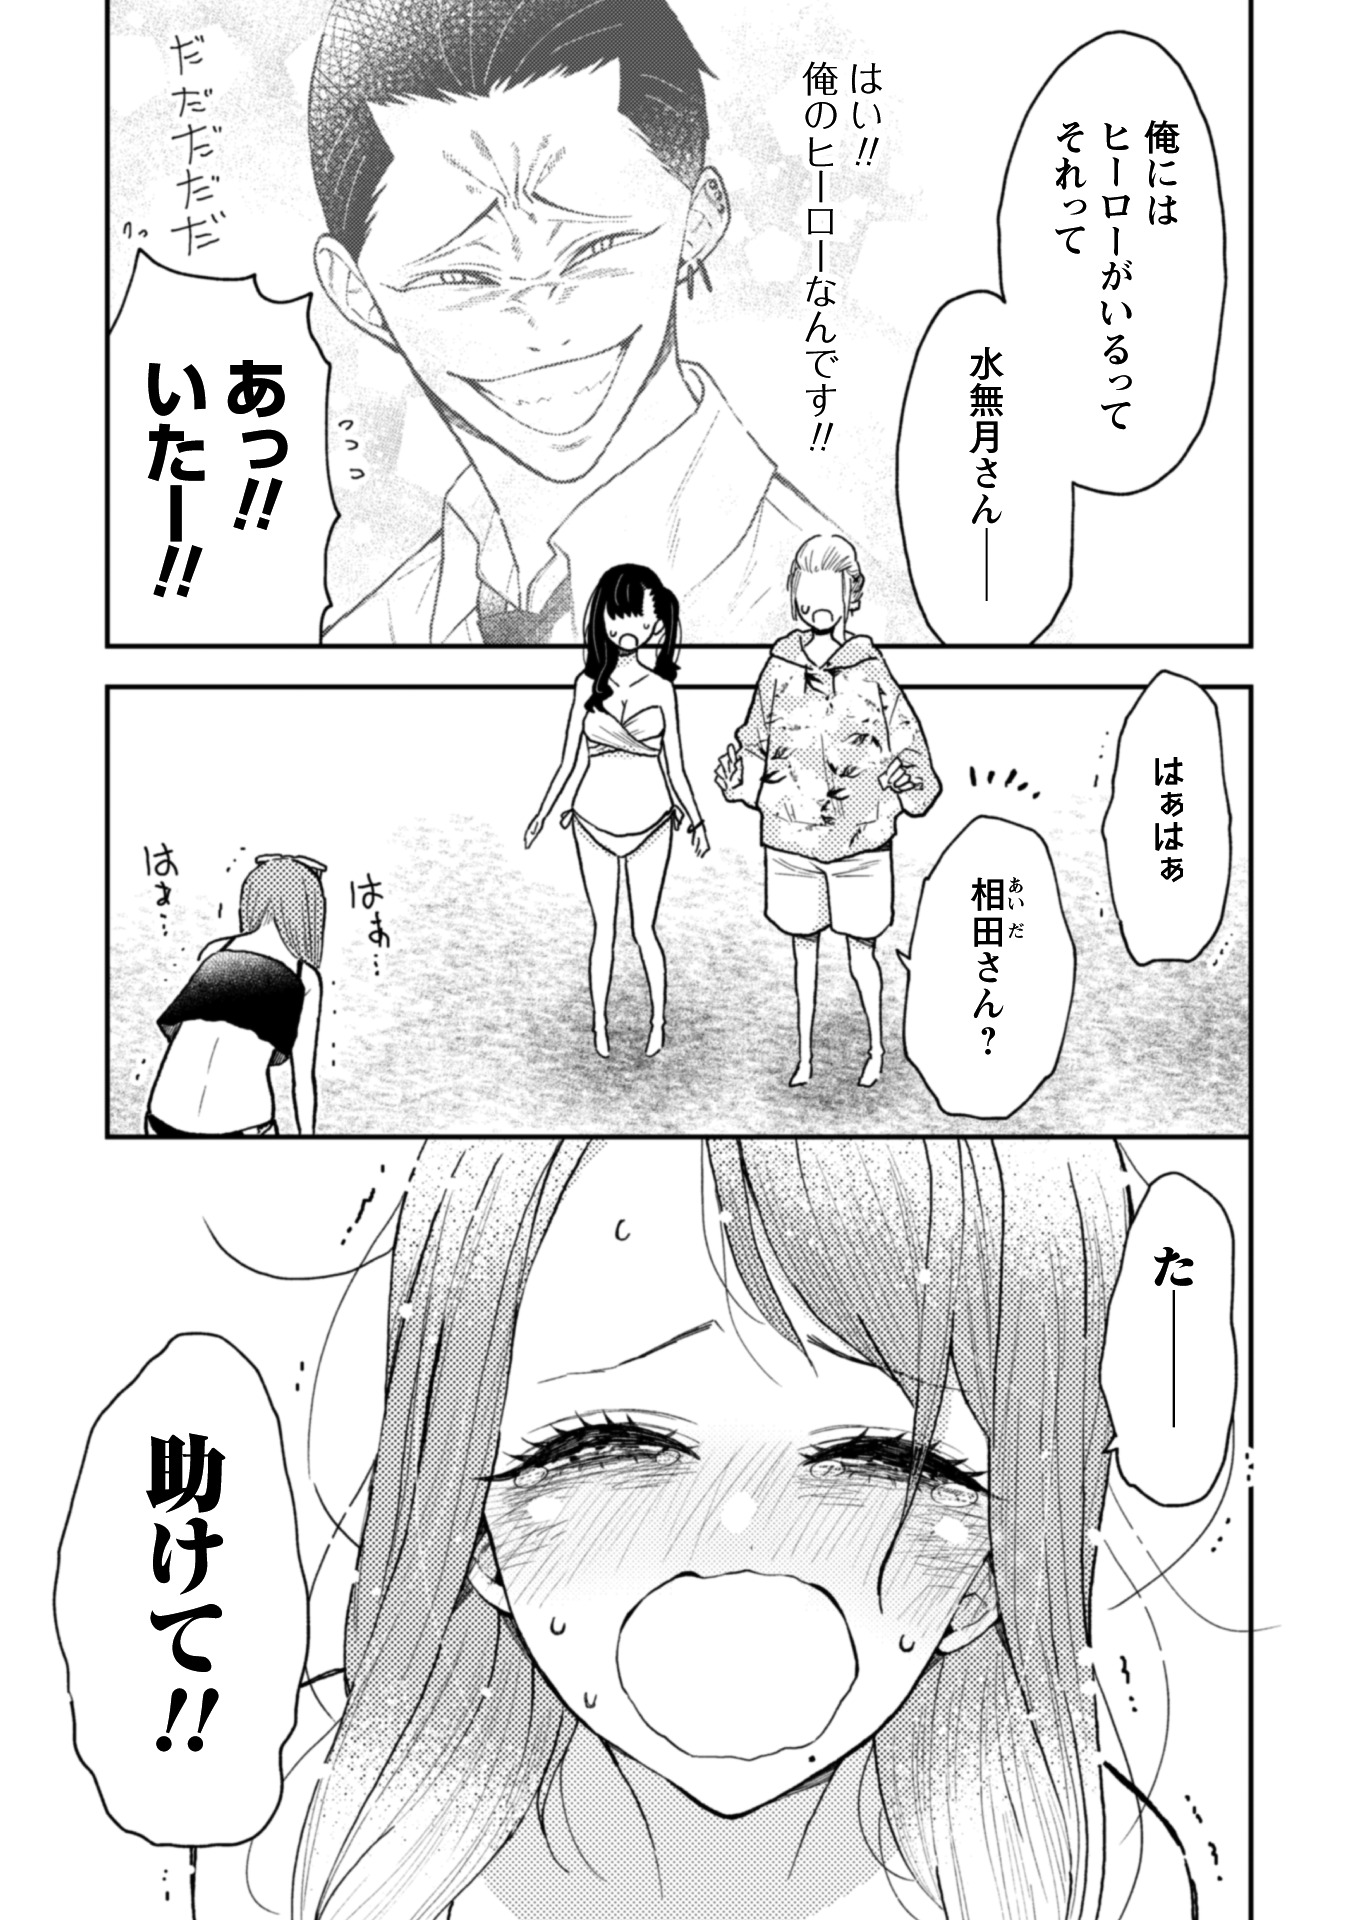 俺には
ヒーローがいるって
それって
水無月さん――
はい!!
俺のヒーローなんです!!
だだだだだだ
あっ!!
いたー!!
はぁはぁ
相田さん?
あいだ
はぁ…
はぁ…
た――
助けて!!